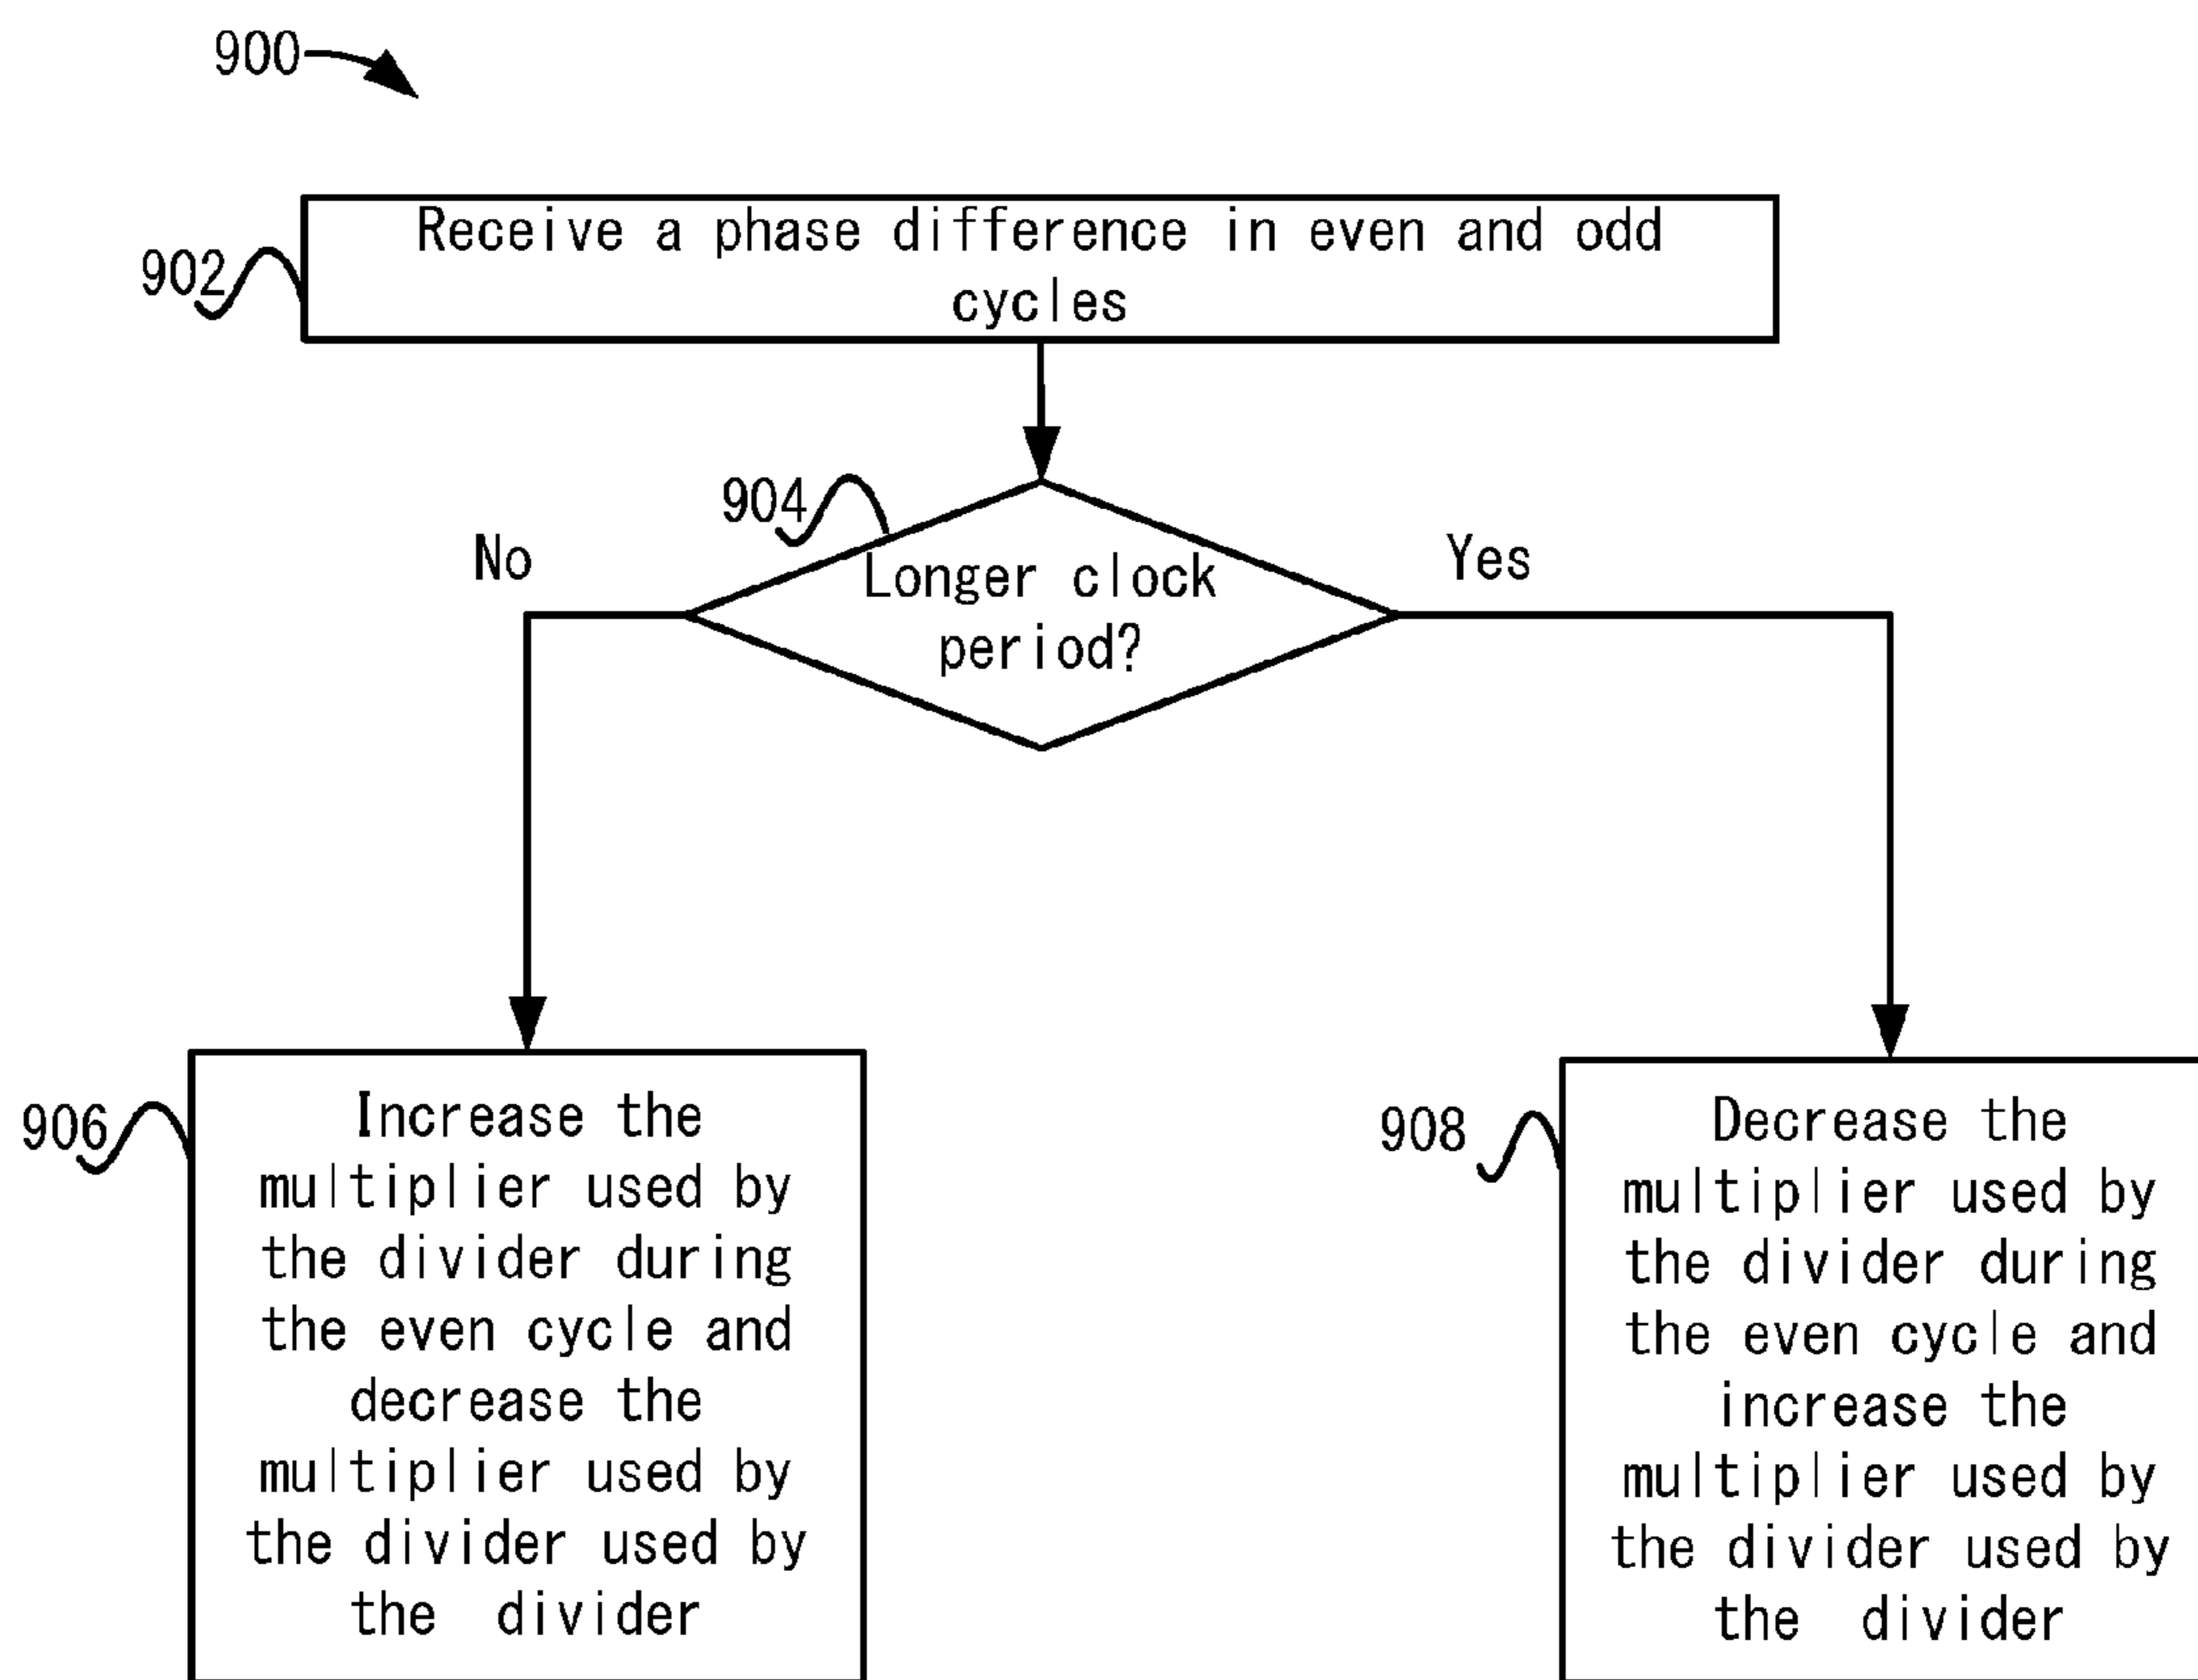 900
Receive a phase difference in even and odd
cycles
902
904
No
Yes
Longer clock
period?
906
Increase the
multiplier used by
the divider during
the even cycle and
decrease the
multiplier used by
the divider used by
the divider
908
Decrease the
multiplier used by
the divider during
the even cycle and
increase the
multiplier used by
the divider used by
the divider